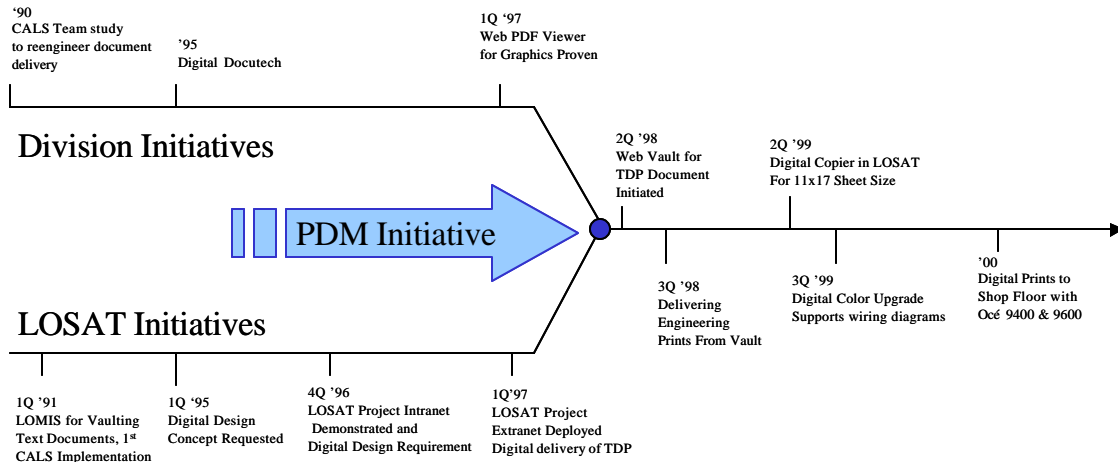 ‘90
CALS Team study
to reengineer document
delivery
’95
Digital Docutech
1Q ’97
Web PDF Viewer
for Graphics Proven
Division Initiatives
PDM Initiative
LOSAT Initiatives
1Q ’91
LOMIS for Vaulting
Text Documents, 1st
CALS Implementation
1Q ’95
Digital Design
Concept Requested
4Q ’96
LOSAT Project Intranet
Demonstrated and
Digital Design Requirement
1Q’97
LOSAT Project
Extranet Deployed
Digital delivery of TDP
2Q ’98
Web Vault for
TDP Document
Initiated
3Q ’98
Delivering
Engineering
Prints From Vault
2Q ’99
Digital Copier in LOSAT
For 11x17 Sheet Size
3Q ’99
Digital Color Upgrade
Supports wiring diagrams
’00
Digital Prints to
Shop Floor with
Océ 9400 & 9600